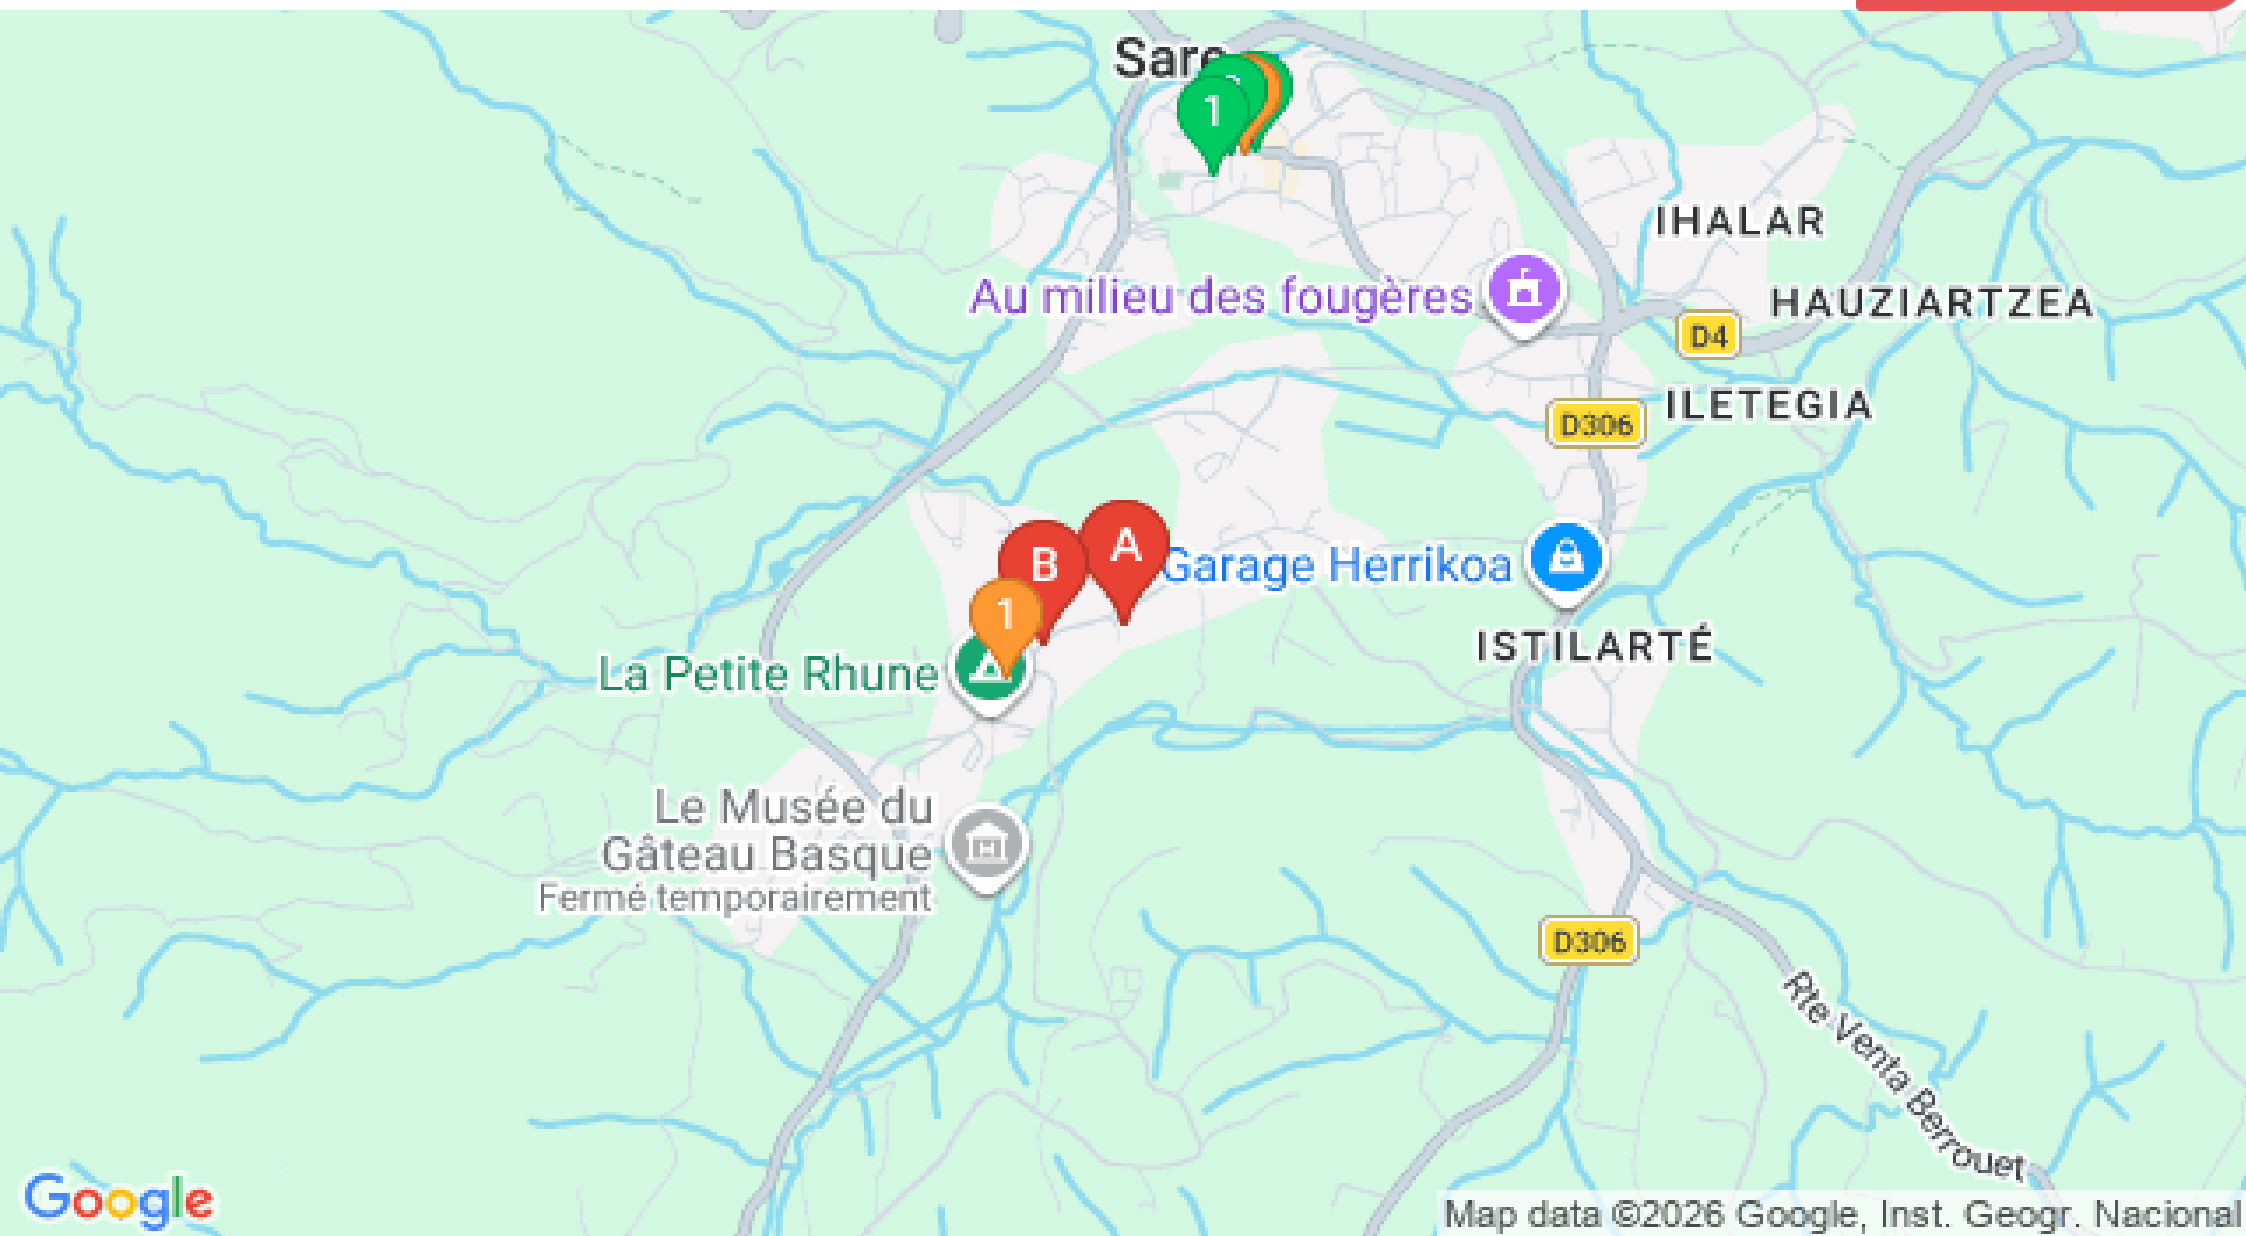 Sare
1
IHALAR
Au milieu des fougères
HAUZIARTZEA
D4
ILETEGIA
D306
A
B
Garage Herrikoa
1
ISTILARTÉ
La Petite Rhune
Le Musée du
Gâteau Basque
Fermé temporairement
D306
Rte Venta Berrouet
Google
Map data ©2026 Google, Inst. Geogr. Nacional